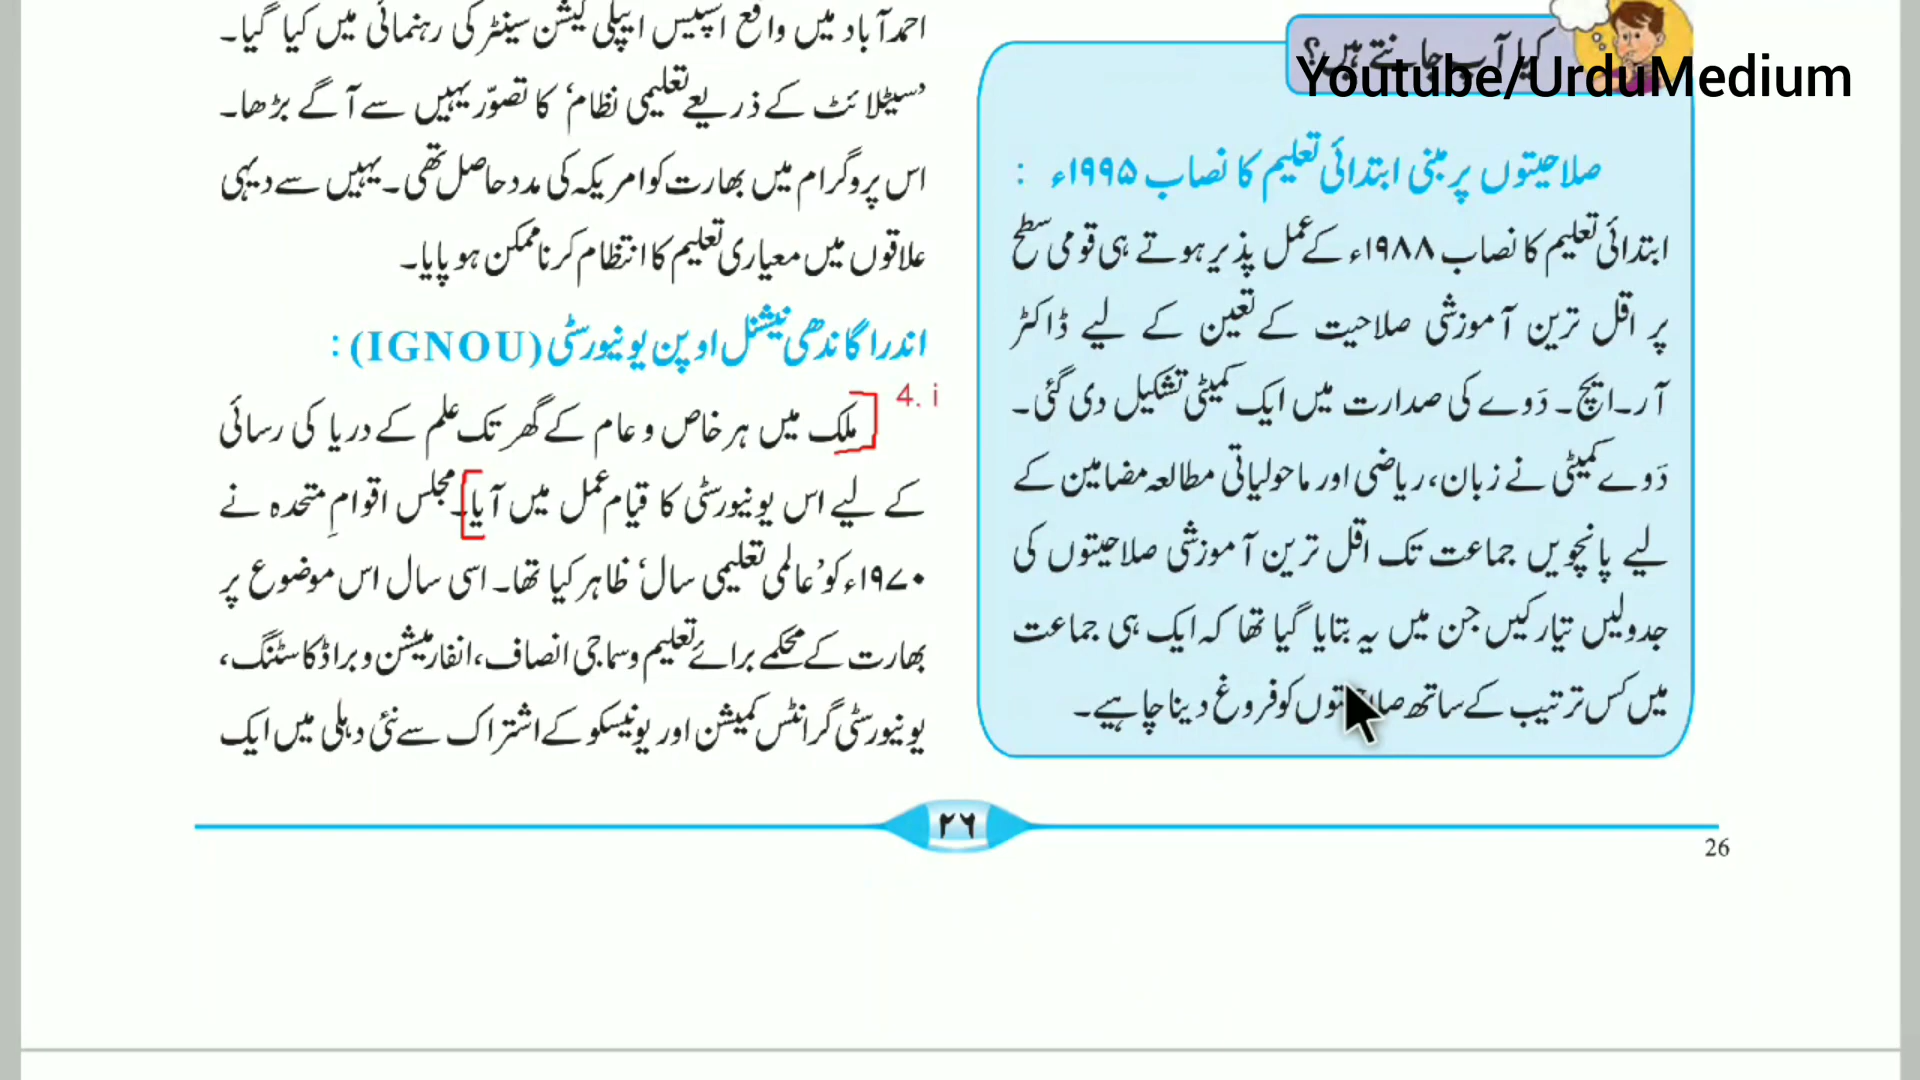 کیا آپ جانتے ہیں؟
Youtube/UrduMedium
صلاحیتوں پر مبنی ابتدائی تعلیم کا نصاب ۱۹۹۵ء :
ابتدائی تعلیم کا نصاب ۱۹۸۸ء کے عمل پذیر ہوتے ہی قومی سطح
پر اقل ترین آموزشی صلاحیت کے تعین کے لیے ڈاکٹر
آر۔ایچ۔ دَوے کی صدارت میں ایک کمیٹی تشکیل دی گئی۔
دَوے کمیٹی نے زبان، ریاضی اور ماحولیاتی مطالعہ مضامین کے
لیے پانچویں جماعت تک اقل ترین آموزشی صلاحیتوں کی
جدولیں تیار کیں جن میں یہ بتایا گیا تھا کہ ایک ہی جماعت
میں کس ترتیب کے ساتھ صلاحیتوں کو فروغ دینا چاہیے۔
احمد آباد میں واقع اسپیس ایپلی کیشن سینٹر کی رہنمائی میں کیا گیا۔
’سیٹلائٹ کے ذریعے تعلیمی نظام‘ کا تصوّر یہیں سے آگے بڑھا۔
اس پروگرام میں بھارت کو امریکہ کی مدد حاصل تھی۔ یہیں سے دیہی
علاقوں میں معیاری تعلیم کا انتظام کرنا ممکن ہو پایا۔
اندرا گاندھی نیشنل اوپن یونیورسٹی (IGNOU) :
4. i
ملک میں ہر خاص و عام کے گھر تک علم کے دریا کی رسائی
کے لیے اس یونیورسٹی کا قیام عمل میں آیا۔ مجلس اقوامِ متحدہ نے
۱۹۷۰ء کو ’عالمی تعلیمی سال‘ ظاہر کیا تھا۔ اسی سال اس موضوع پر
بھارت کے محکمے برائے تعلیم و سماجی انصاف، انفارمیشن و براڈکاسٹنگ،
یونیورسٹی گرانٹس کمیشن اور یونیسکو کے اشتراک سے نئی دہلی میں ایک
۲۶
26